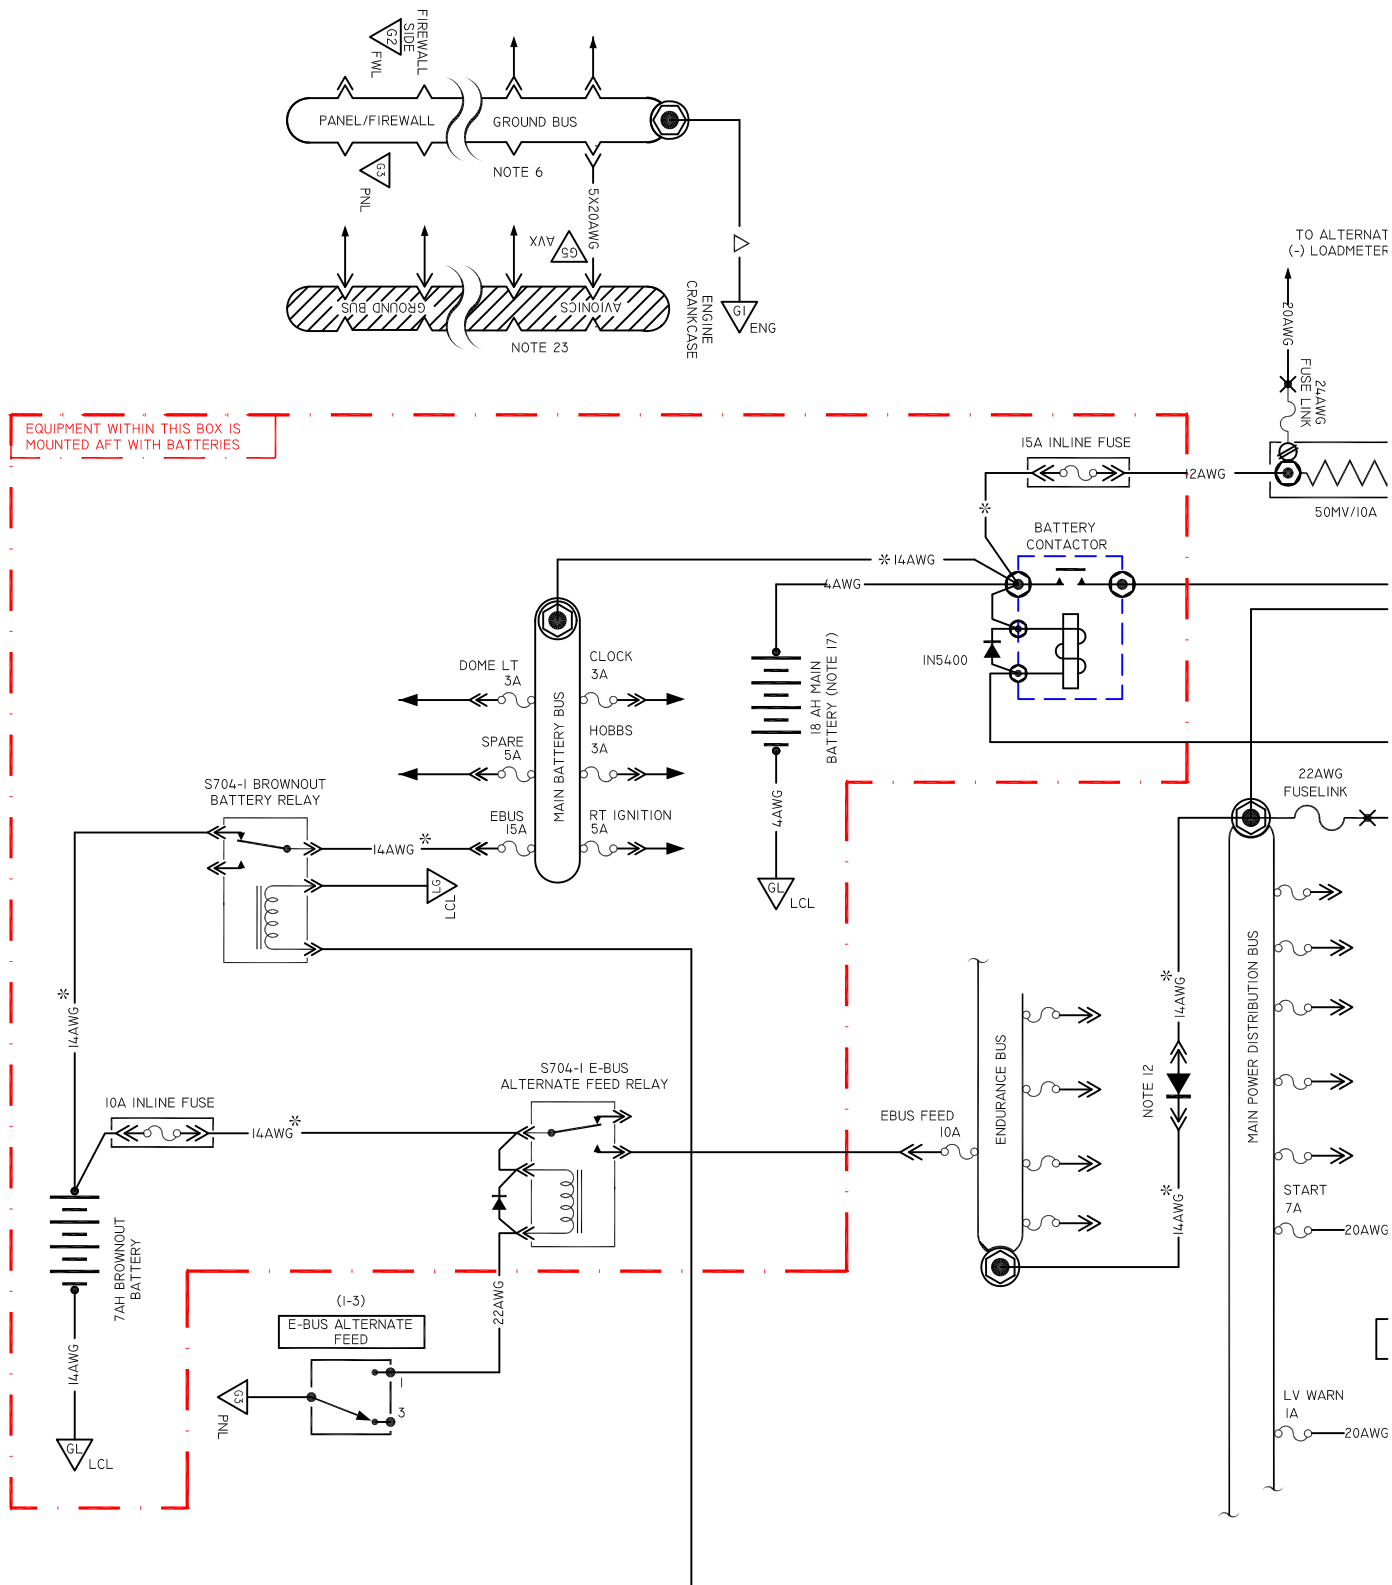 FIREWALL
SIDE
G2
FWL
PANEL/FIREWALL
GROUND BUS
G3
PNL
NOTE 6
5X20AWG
AVX
G5
GROUND BUS
AVIONICS
NOTE 23
ENGINE
CRANKCASE
G1
ENG
TO ALTERNAT
(-) LOADMETER
20AWG
24AWG
FUSE LINK
EQUIPMENT WITHIN THIS BOX IS
MOUNTED AFT WITH BATTERIES
15A INLINE FUSE
12AWG
50MV/10A
*
BATTERY
CONTACTOR
* 14AWG
4AWG
1N5400
18 AH MAIN
BATTERY (NOTE 17)
4AWG
GL
LCL
DOME LT
3A
CLOCK
3A
SPARE
5A
HOBBS
3A
EBUS
15A
RT IGNITION
5A
MAIN BATTERY BUS
S704-1 BROWNOUT
BATTERY RELAY
14AWG
*
LG
LCL
22AWG
FUSELINK
*
14AWG
MAIN POWER DISTRIBUTION BUS
ENDURANCE BUS
*
14AWG
NOTE 12
*
14AWG
S704-1 E-BUS
ALTERNATE FEED RELAY
10A INLINE FUSE
14AWG
*
EBUS FEED
10A
START
7A
20AWG
7AH BROWNOUT
BATTERY
22AWG
(1-3)
E-BUS ALTERNATE
FEED
1
3
G3
PNL
14AWG
GL
LCL
LV WARN
1A
20AWG